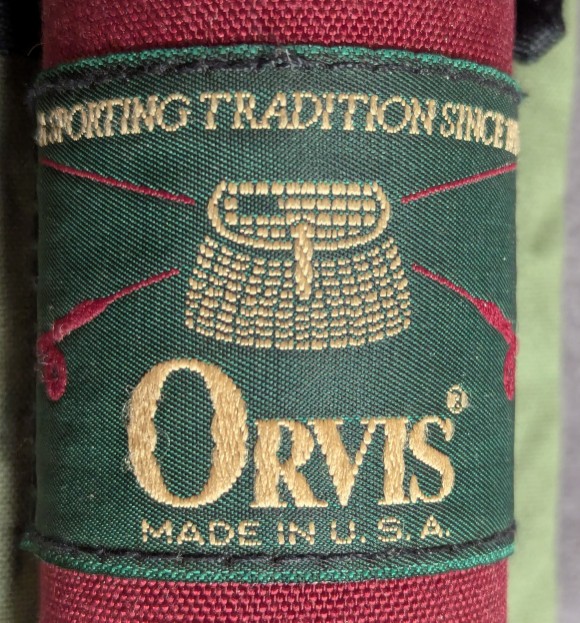 A SPORTING TRADITION SINCE
ORVIS®
MADE IN U.S.A.